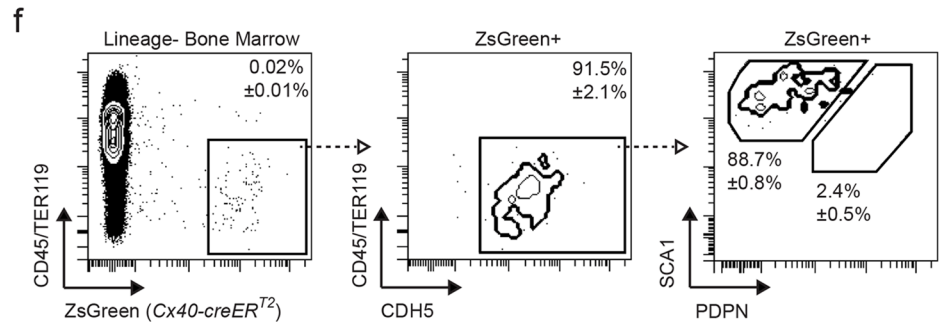 f
Lineage- Bone Marrow
0.02%
±0.01%
CD45/TER119
ZsGreen (Cx40-creER^T2)
ZsGreen+
91.5%
±2.1%
CD45/TER119
CDH5
ZsGreen+
88.7%
±0.8%
2.4%
±0.5%
SCA1
PDPN